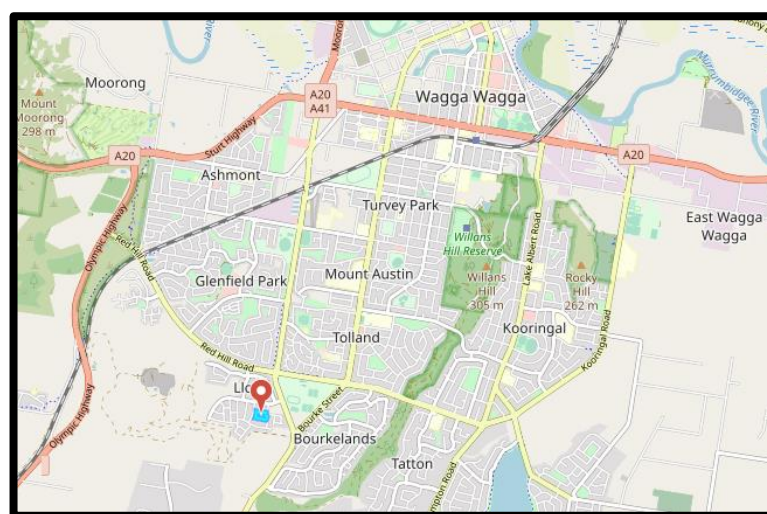 River
Moorong
Mount
Moorong
298 m
A20
Sturt Highway
A20
A41
Wagga Wagga
Murrumbidgee
River
A20
Ashmont
East Wagga
Wagga
Turvey Park
Olympic Highway
Red Hill Road
Willans
Hill Reserve
Lake Albert Road
Glenfield Park
Mount Austin
Willans
Hill
305 m
Rocky
Hill
262 m
Kooringal
Kooringal Road
Tolland
Red Hill Road
Bourke Street
Olympic Highway
Bourkelands
Tatton